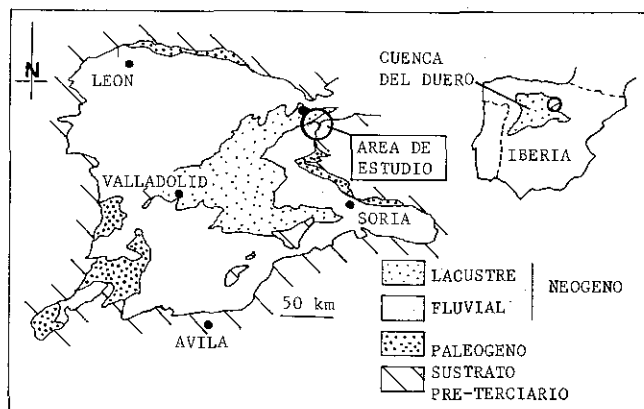 N
LEON
VALLADOLID
AVILA
SORIA
50 km
AREA DE
ESTUDIO
CUENCA
DEL DUERO
IBERIA
LACUSTRE
FLUVIAL
NEOGENO
PALEOGENO
SUSTRATO
PRE-TERCIARIO